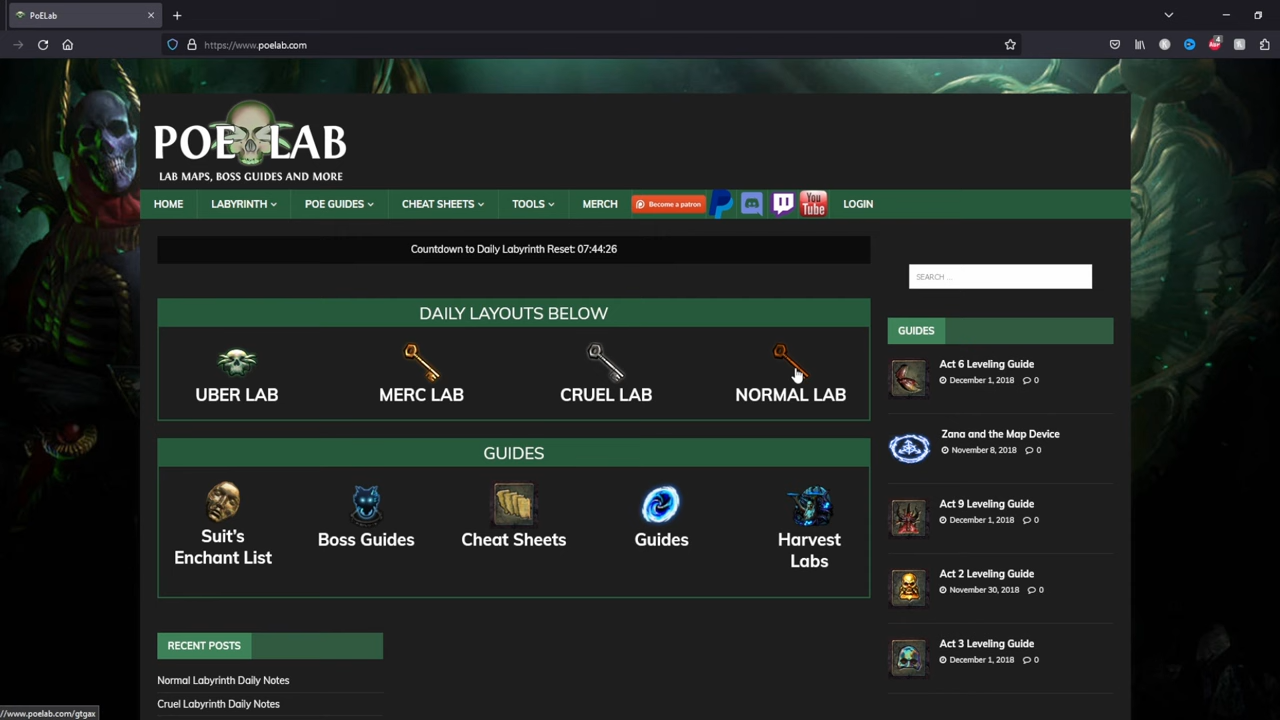 PoELab
https://www.poelab.com
4
POE LAB
LAB MAPS, BOSS GUIDES AND MORE
HOME
LABYRINTH
POE GUIDES
CHEAT SHEETS
TOOLS
MERCH
Become a patron
You
Tube
LOGIN
Countdown to Daily Labyrinth Reset: 07:44:26
DAILY LAYOUTS BELOW
UBER LAB
MERC LAB
CRUEL LAB
NORMAL LAB
GUIDES
Suit's
Enchant List
Boss Guides
Cheat Sheets
Guides
Harvest
Labs
RECENT POSTS
Normal Labyrinth Daily Notes
Cruel Labyrinth Daily Notes
SEARCH ...
GUIDES
Act 6 Leveling Guide
December 1, 2018 0
Zana and the Map Device
November 8, 2018 0
Act 9 Leveling Guide
December 1, 2018 0
Act 2 Leveling Guide
November 30, 2018 0
Act 3 Leveling Guide
December 1, 2018 0
//www.poelab.com/gtgax